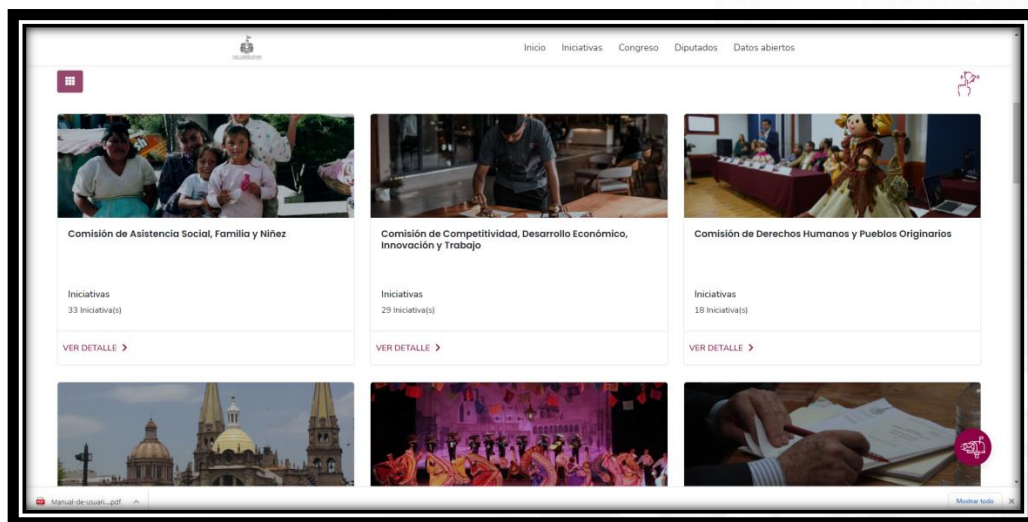 Inicio Iniciativas Congreso Diputados Datos abiertos
Comisión de Asistencia Social, Familia y Niñez
Iniciativas
33 Iniciativa(s)
VER DETALLE
Comisión de Competitividad, Desarrollo Económico,
Innovación y Trabajo
Iniciativas
29 Iniciativa(s)
VER DETALLE
Comisión de Derechos Humanos y Pueblos Originarios
Iniciativas
18 Iniciativa(s)
VER DETALLE
Manual-de-usuari....pdf
Mostrar todo